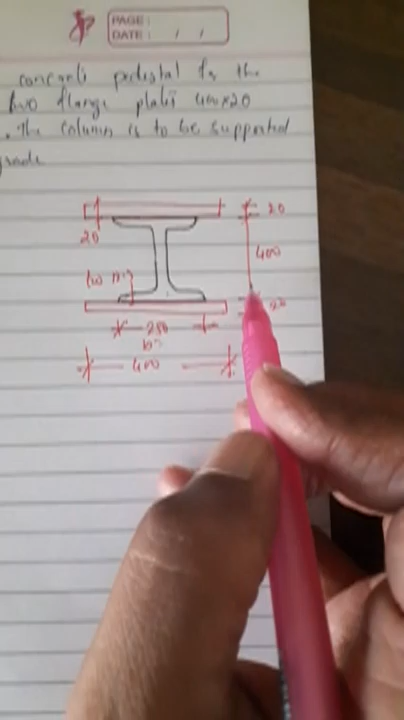 PAGE:
DATE: / /
concrete pedestal for the
two flange plates 400x20
. The column is to be supported
grade
20
20
400
20
250
400